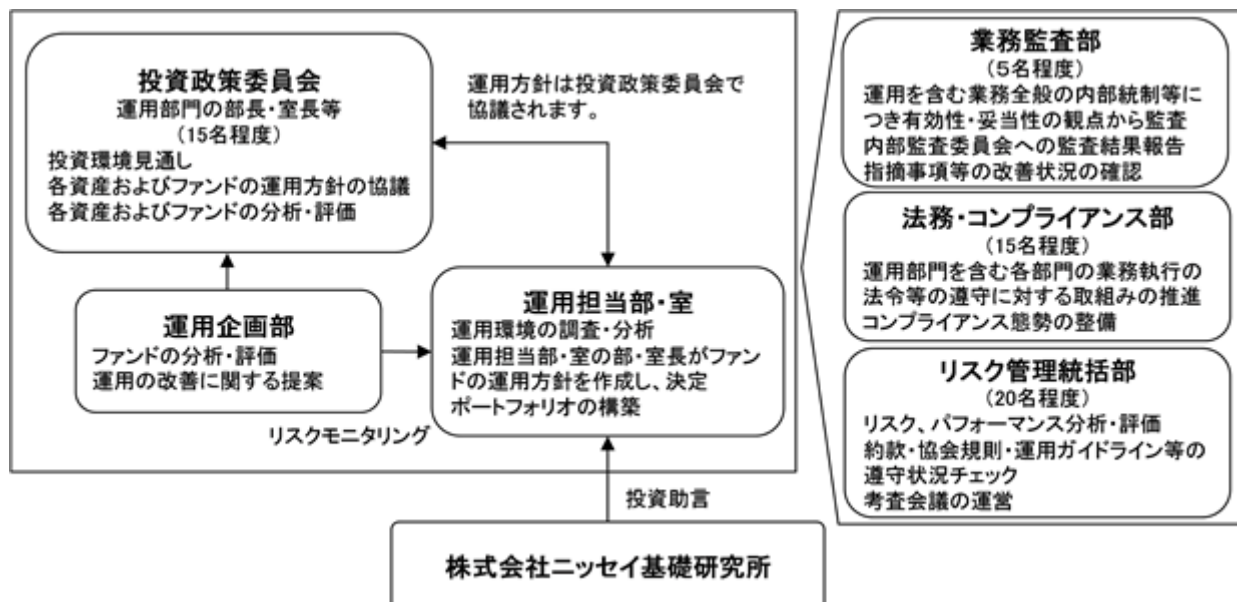 投資政策委員会
運用部門の部長・室長等
(15名程度)
投資環境見通し
各資産およびファンドの運用方針の協議
各資産およびファンドの分析・評価
運用方針は投資政策委員会で
協議されます。
運用企画部
ファンドの分析・評価
運用の改善に関する提案
リスクモニタリング
運用担当部・室
運用環境の調査・分析
運用担当部・室の部・室長がファン
ドの運用方針を作成し、決定
ポートフォリオの構築
投資助言
株式会社ニッセイ基礎研究所
業務監査部
(5名程度)
運用を含む業務全般の内部統制等に
つき有効性・妥当性の観点から監査
内部監査委員会への監査結果報告
指摘事項等の改善状況の確認
法務・コンプライアンス部
(15名程度)
運用部門を含む各部門の業務執行の
法令等の遵守に対する取組みの推進
コンプライアンス態勢の整備
リスク管理統括部
(20名程度)
リスク、パフォーマンス分析・評価
約款・協会規則・運用ガイドライン等の
遵守状況チェック
考査会議の運営